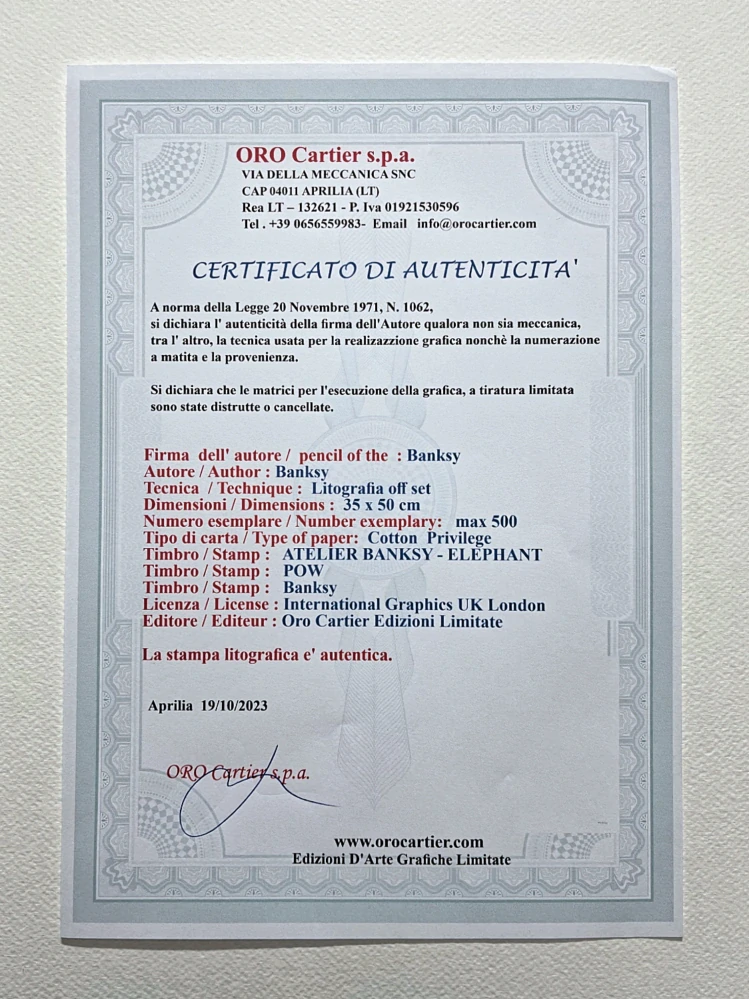 ORO Cartier s.p.a.
VIA DELLA MECCANICA SNC
CAP 04011 APRILIA (LT)
Rea LT – 132621 - P. Iva 01921530596
Tel . +39 0656559983- Email info@orocartier.com
CERTIFICATO DI AUTENTICITA'
A norma della Legge 20 Novembre 1971, N. 1062,
si dichiara l' autenticità della firma dell'Autore qualora non sia meccanica,
tra l' altro, la tecnica usata per la realizazzione grafica nonchè la numerazione
a matita e la provenienza.
Si dichiara che le matrici per l'esecuzione della grafica, a tiratura limitata
sono state distrutte o cancellate.
Firma dell' autore / pencil of the : Banksy
Autore / Author : Banksy
Tecnica / Technique : Litografia off set
Dimensioni / Dimensions : 35 x 50 cm
Numero esemplare / Number exemplary: max 500
Tipo di carta / Type of paper: Cotton Privilege
Timbro / Stamp : ATELIER BANKSY - ELEPHANT
Timbro / Stamp : POW
Timbro / Stamp : Banksy
Licenza / License : International Graphics UK London
Editore / Editeur : Oro Cartier Edizioni Limitate
La stampa litografica e' autentica.
Aprilia 19/10/2023
ORO Cartier s.p.a.
www.orocartier.com
Edizioni D'Arte Grafiche Limitate